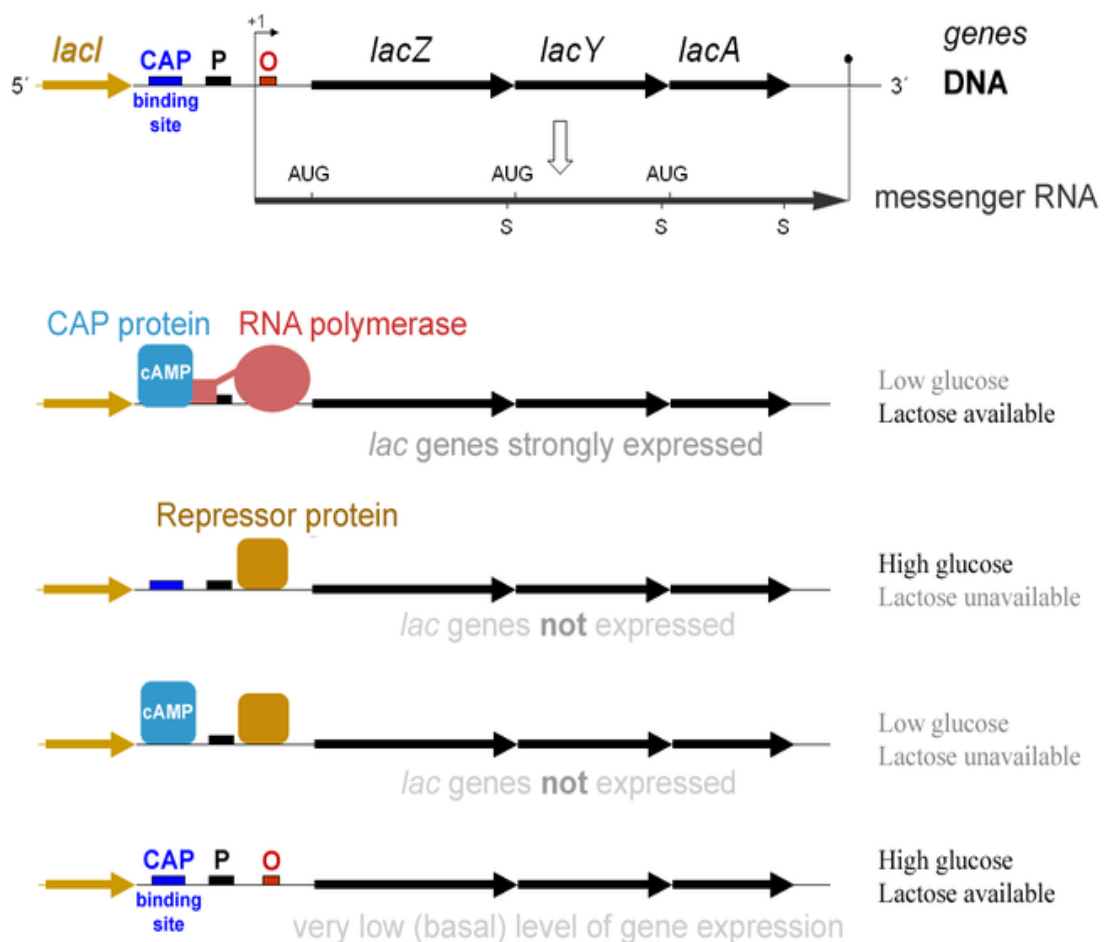 +1
lacI CAP P O lacZ lacY lacA genes
5´ 3´ DNA
binding
site
AUG AUG AUG
messenger RNA
S S S
CAP protein RNA polymerase
cAMP
Low glucose
Lactose available
lac genes strongly expressed
Repressor protein
High glucose
Lactose unavailable
lac genes not expressed
cAMP
Low glucose
Lactose unavailable
lac genes not expressed
CAP P O
High glucose
Lactose available
binding
site
very low (basal) level of gene expression